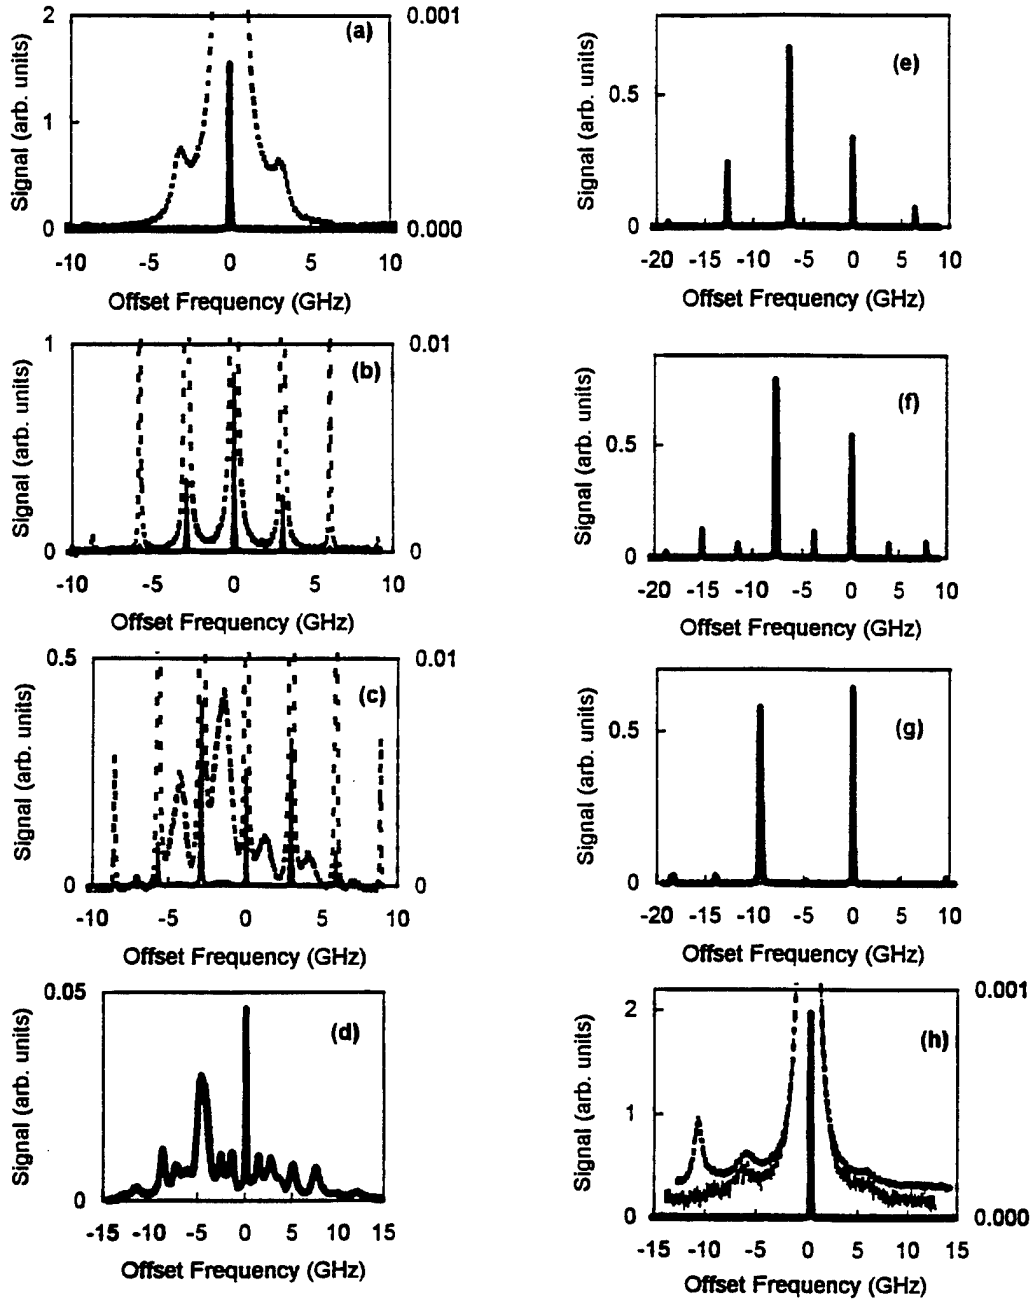 2
1
0
0.001
0.000
(a)
Signal (arb. units)
-10 -5 0 5 10
Offset Frequency (GHz)
1
0
0.01
0
(b)
Signal (arb. units)
-10 -5 0 5 10
Offset Frequency (GHz)
0.5
0
0.01
0
(c)
Signal (arb. units)
-10 -5 0 5 10
Offset Frequency (GHz)
0.05
0
(d)
Signal (arb. units)
-15 -10 -5 0 5 10 15
Offset Frequency (GHz)
0.5
0
(e)
Signal (arb. units)
-20 -15 -10 -5 0 5 10
Offset Frequency (GHz)
0.5
0
(f)
Signal (arb. units)
-20 -15 -10 -5 0 5 10
Offset Frequency (GHz)
0.5
0
(g)
Signal (arb. units)
-20 -15 -10 -5 0 5 10
Offset Frequency (GHz)
2
1
0
0.001
0.000
(h)
Signal (arb. units)
-15 -10 -5 0 5 10 15
Offset Frequency (GHz)